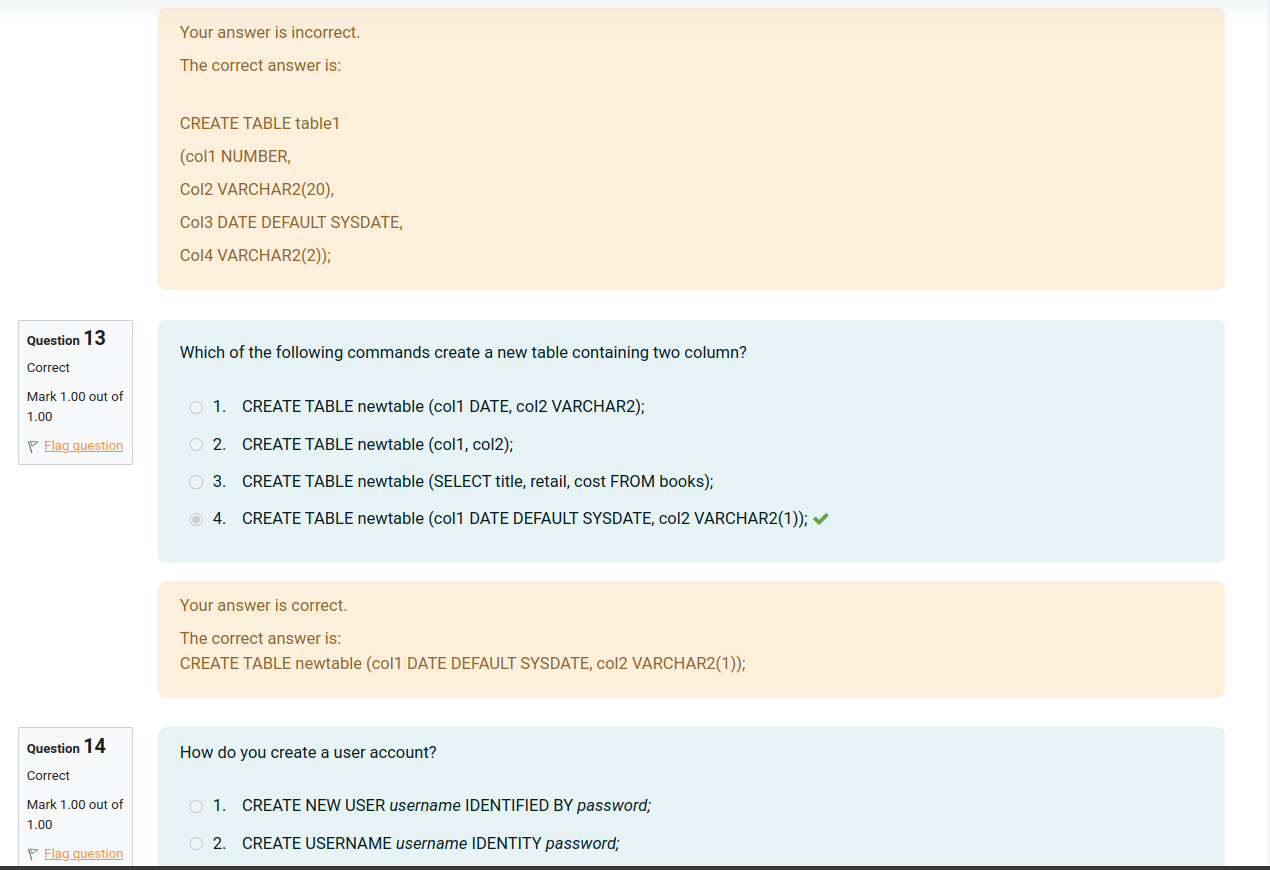 Your answer is incorrect.
The correct answer is:
CREATE TABLE table1
(col1 NUMBER,
Col2 VARCHAR2(20),
Col3 DATE DEFAULT SYSDATE,
Col4 VARCHAR2(2));
Question 13
Correct
Mark 1.00 out of
1.00
Flag question
Which of the following commands create a new table containing two column?
1. CREATE TABLE newtable (col1 DATE, col2 VARCHAR2);
2. CREATE TABLE newtable (col1, col2);
3. CREATE TABLE newtable (SELECT title, retail, cost FROM books);
4. CREATE TABLE newtable (col1 DATE DEFAULT SYSDATE, col2 VARCHAR2(1));
Your answer is correct.
The correct answer is:
CREATE TABLE newtable (col1 DATE DEFAULT SYSDATE, col2 VARCHAR2(1));
Question 14
Correct
Mark 1.00 out of
1.00
Flag question
How do you create a user account?
1. CREATE NEW USER username IDENTIFIED BY password;
2. CREATE USERNAME username IDENTITY password;